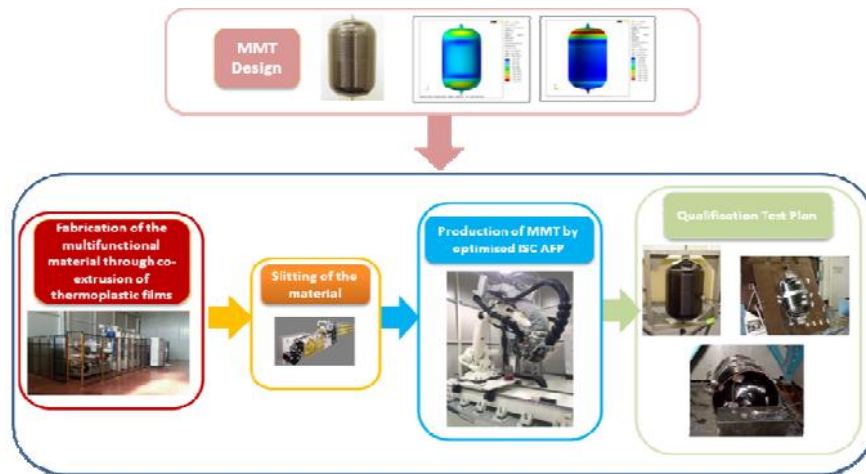 MMT
Design
Fabrication of the
multifunctional
material through co-
extrusion of
thermoplastic films
Slitting of the
material
Production of MMT by
optimised ISC AFP
Qualification Test Plan